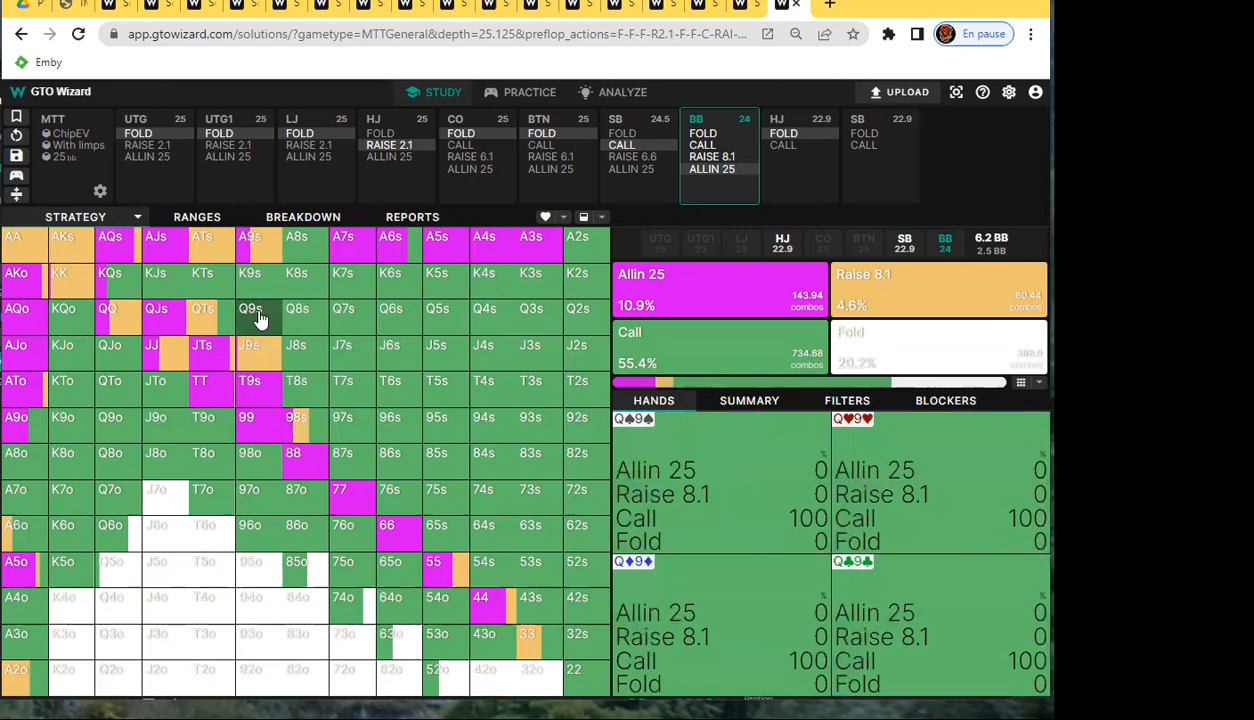 En pause
app.gtowizard.com/solutions/?gametype=MTTGeneral&depth=25.125&preflop_actions=F-F-F-R2.1-F-F-C-RAI-...
Emby
GTO Wizard STUDY PRACTICE ANALYZE UPLOAD
MTT UTG 25 UTG1 25 LJ 25 HJ 25 CO 25 BTN 25 SB 24.5 BB 24 HJ 22.9 SB 22.9
ChipEV FOLD FOLD FOLD FOLD FOLD FOLD FOLD FOLD FOLD FOLD
With limps RAISE 2.1 RAISE 2.1 RAISE 2.1 RAISE 2.1 CALL CALL CALL CALL CALL CALL
25bb ALLIN 25 ALLIN 25 ALLIN 25 ALLIN 25 RAISE 6.1 RAISE 6.1 RAISE 6.6 RAISE 8.1
ALLIN 25 ALLIN 25 ALLIN 25 ALLIN 25
STRATEGY RANGES BREAKDOWN REPORTS
UTG 25 UTG1 25 LJ 25 HJ 22.9 CO 25 BTN 25 SB 22.9 BB 24 6.2 BB 2.5 BB
AA AKs AQs AJs ATs A9s A8s A7s A6s A5s A4s A3s A2s
AKo KK KQs KJs KTs K9s K8s K7s K6s K5s K4s K3s K2s
AQo KQo QQ QJs QTs Q9s Q8s Q7s Q6s Q5s Q4s Q3s Q2s
AJo KJo QJo JJ JTs J9s J8s J7s J6s J5s J4s J3s J2s
ATo KTo QTo JTo TT T9s T8s T7s T6s T5s T4s T3s T2s
A9o K9o Q9o J9o T9o 99 98s 97s 96s 95s 94s 93s 92s
A8o K8o Q8o J8o T8o 98o 88 87s 86s 85s 84s 83s 82s
A7o K7o Q7o J7o T7o 97o 87o 77 76s 75s 74s 73s 72s
A6o K6o Q6o J6o T6o 96o 86o 76o 66 65s 64s 63s 62s
A5o K5o Q5o J5o T5o 95o 85o 75o 65o 55 54s 53s 52s
A4o K4o Q4o J4o T4o 94o 84o 74o 64o 54o 44 43s 42s
A3o K3o Q3o J3o T3o 93o 83o 73o 63o 53o 43o 33 32s
A2o K2o Q2o J2o T2o 92o 82o 72o 62o 52o 42o 32o 22
Allin 25 Raise 8.1
10.9% 143.94 combos 4.6% 60.44 combos
Call Fold
55.4% 734.68 combos 29.2% 386.9 combos
HANDS SUMMARY FILTERS BLOCKERS
Q♠9♠ Q♥9♥
% %
Allin 25 0 Allin 25 0
Raise 8.1 0 Raise 8.1 0
Call 100 Call 100
Fold 0 Fold 0
Q♦9♦ Q♣9♣
% %
Allin 25 0 Allin 25 0
Raise 8.1 0 Raise 8.1 0
Call 100 Call 100
Fold 0 Fold 0